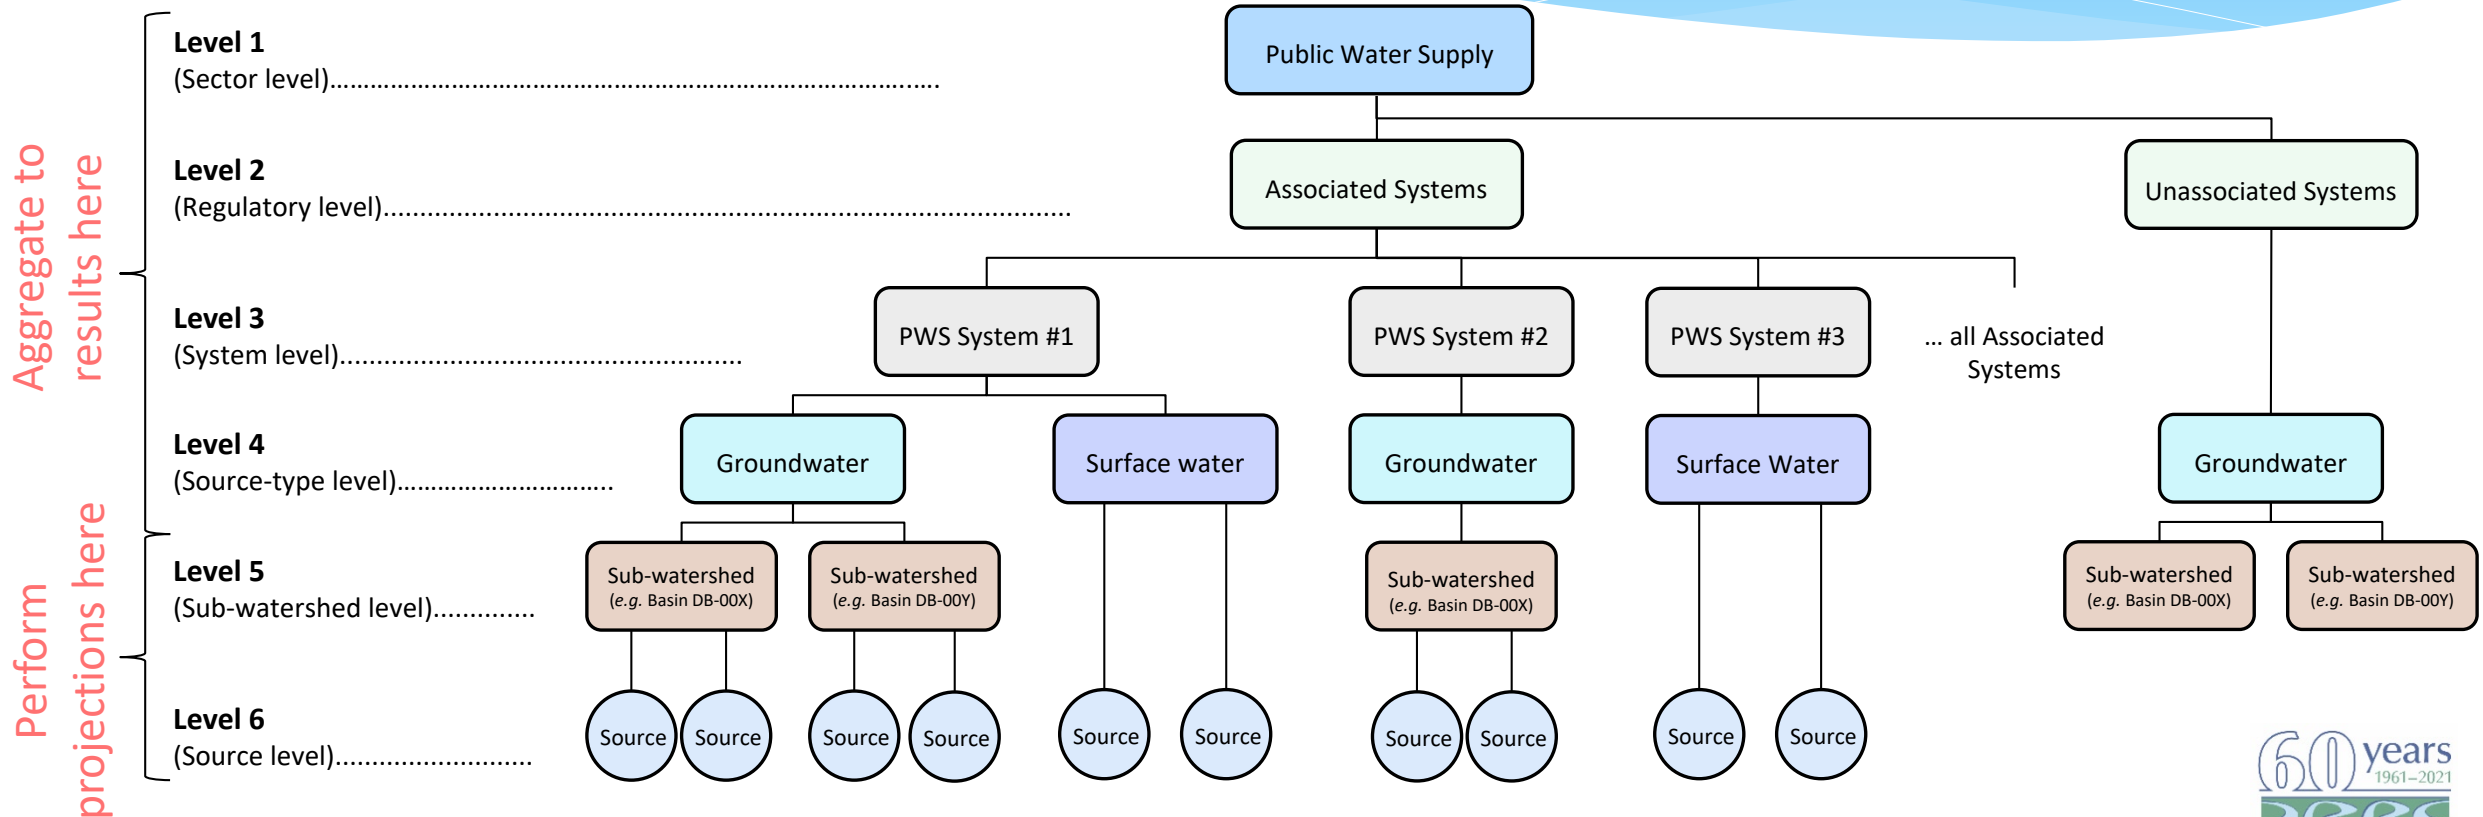 Aggregate to
results here
Perform
projections here
Level 1
(Sector level)
Level 2
(Regulatory level)
Level 3
(System level)
Level 4
(Source-type level)
Level 5
(Sub-watershed level)
Level 6
(Source level)
Public Water Supply
Associated Systems
Unassociated Systems
PWS System #1
PWS System #2
PWS System #3
... all Associated
Systems
Groundwater
Surface water
Groundwater
Surface Water
Groundwater
Sub-watershed
(e.g. Basin DB-00X)
Sub-watershed
(e.g. Basin DB-00Y)
Sub-watershed
(e.g. Basin DB-00X)
Sub-watershed
(e.g. Basin DB-00X)
Sub-watershed
(e.g. Basin DB-00Y)
Source
Source
Source
Source
Source
Source
Source
Source
Source
Source
60 years
1961–2021